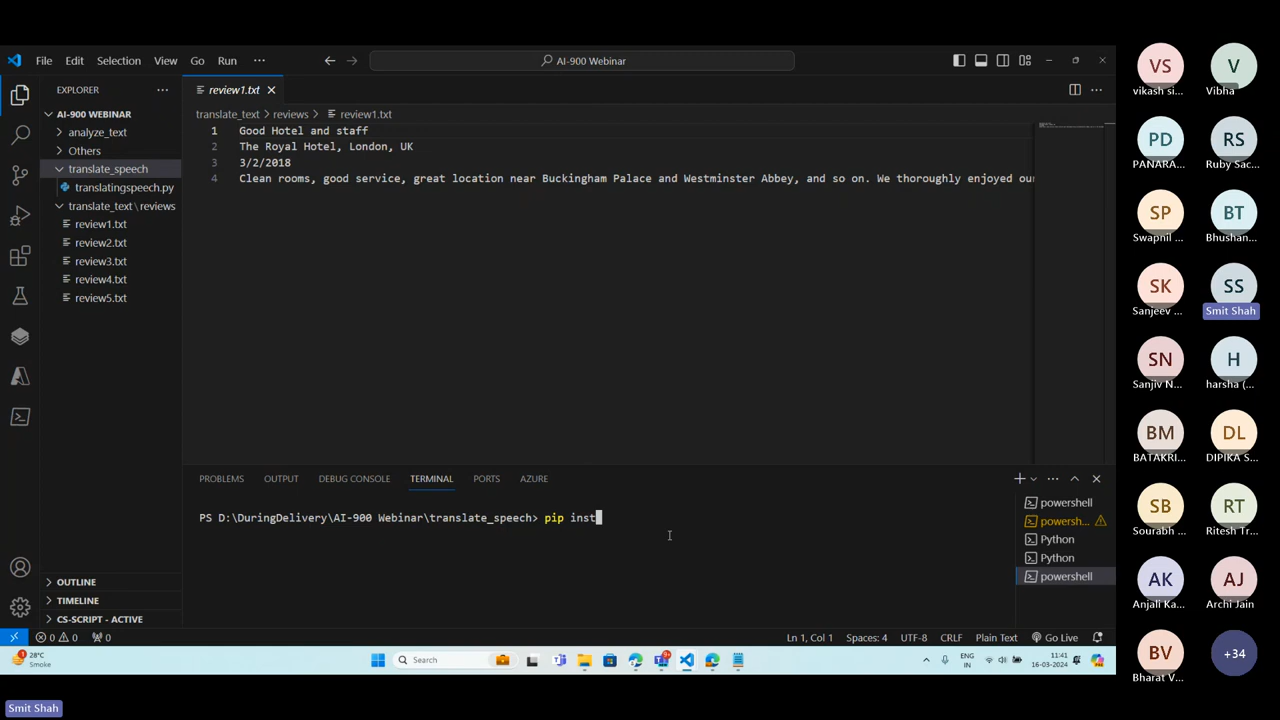 File Edit Selection View Go Run ···
AI-900 Webinar
EXPLORER
AI-900 WEBINAR
analyze_text
Others
translate_speech
translatingspeech.py
translate_text\reviews
review1.txt
review2.txt
review3.txt
review4.txt
review5.txt
OUTLINE
TIMELINE
CS-SCRIPT - ACTIVE
review1.txt
translate_text > reviews > review1.txt
1 Good Hotel and staff
2 The Royal Hotel, London, UK
3 3/2/2018
4 Clean rooms, good service, great location near Buckingham Palace and Westminster Abbey, and so on. We thoroughly enjoyed ou
PROBLEMS OUTPUT DEBUG CONSOLE TERMINAL PORTS AZURE
PS D:\DuringDelivery\AI-900 Webinar\translate_speech> pip inst
powershell
powersh...
Python
Python
powershell
0 0 0
Ln 1, Col 1 Spaces: 4 UTF-8 CRLF Plain Text Go Live
28°C
Smoke
Search
ENG
IN
11:41
16-03-2024
VS
vikash si...
V
Vibha
PD
PANARA...
RS
Ruby Sac...
SP
Swapnil ...
BT
Bhushan...
SK
Sanjeev ...
SS
Smit Shah
SN
Sanjiv N...
H
harsha (...
BM
BATAKRI...
DL
DIPIKA S...
SB
Sourabh ...
RT
Ritesh Tr...
AK
Anjali Ka...
AJ
Archi Jain
BV
Bharat V...
+34
Smit Shah